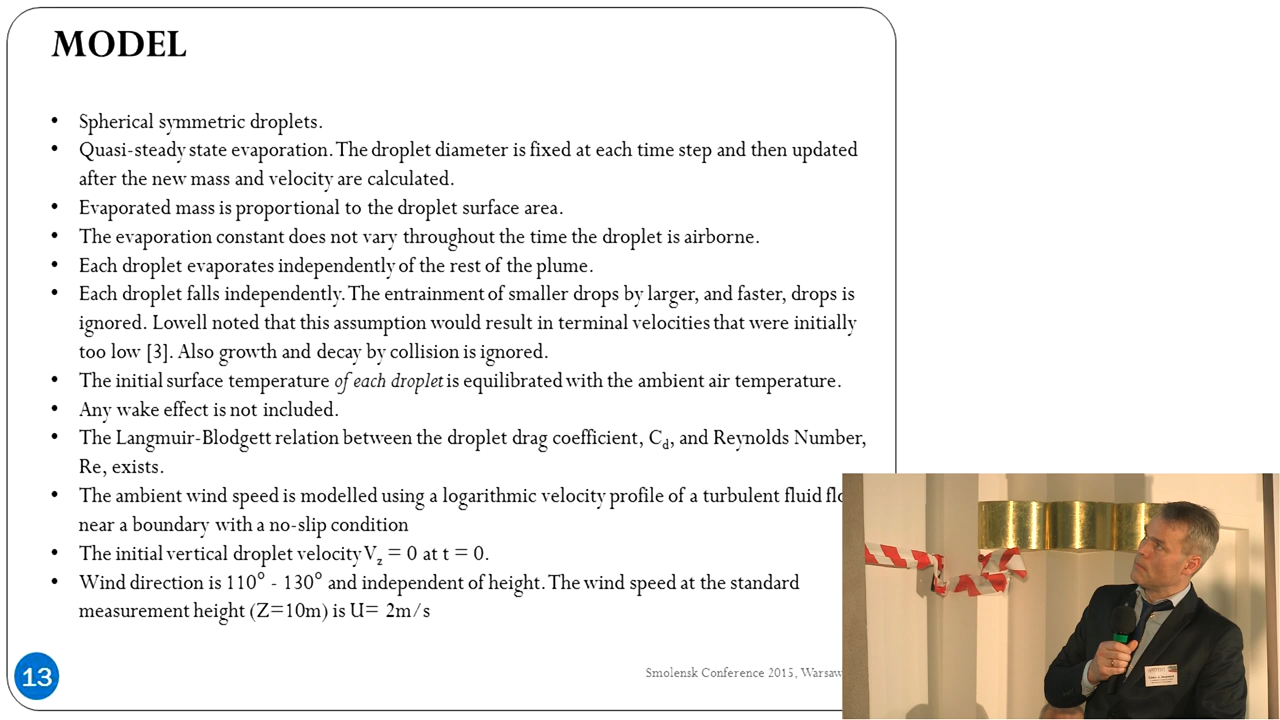 MODEL
• Spherical symmetric droplets.
• Quasi-steady state evaporation. The droplet diameter is fixed at each time step and then updated
after the new mass and velocity are calculated.
• Evaporated mass is proportional to the droplet surface area.
• The evaporation constant does not vary throughout the time the droplet is airborne.
• Each droplet evaporates independently of the rest of the plume.
• Each droplet falls independently. The entrainment of smaller drops by larger, and faster, drops is
ignored. Lowell noted that this assumption would result in terminal velocities that were initially
too low [3]. Also growth and decay by collision is ignored.
• The initial surface temperature of each droplet is equilibrated with the ambient air temperature.
• Any wake effect is not included.
• The Langmuir-Blodgett relation between the droplet drag coefficient, Cd, and Reynolds Number,
Re, exists.
• The ambient wind speed is modelled using a logarithmic velocity profile of a turbulent fluid flo
near a boundary with a no-slip condition
• The initial vertical droplet velocity Vz = 0 at t = 0.
• Wind direction is 110° - 130° and independent of height. The wind speed at the standard
measurement height (Z=10m) is U= 2m/s
13
Smolensk Conference 2015, Warsaw